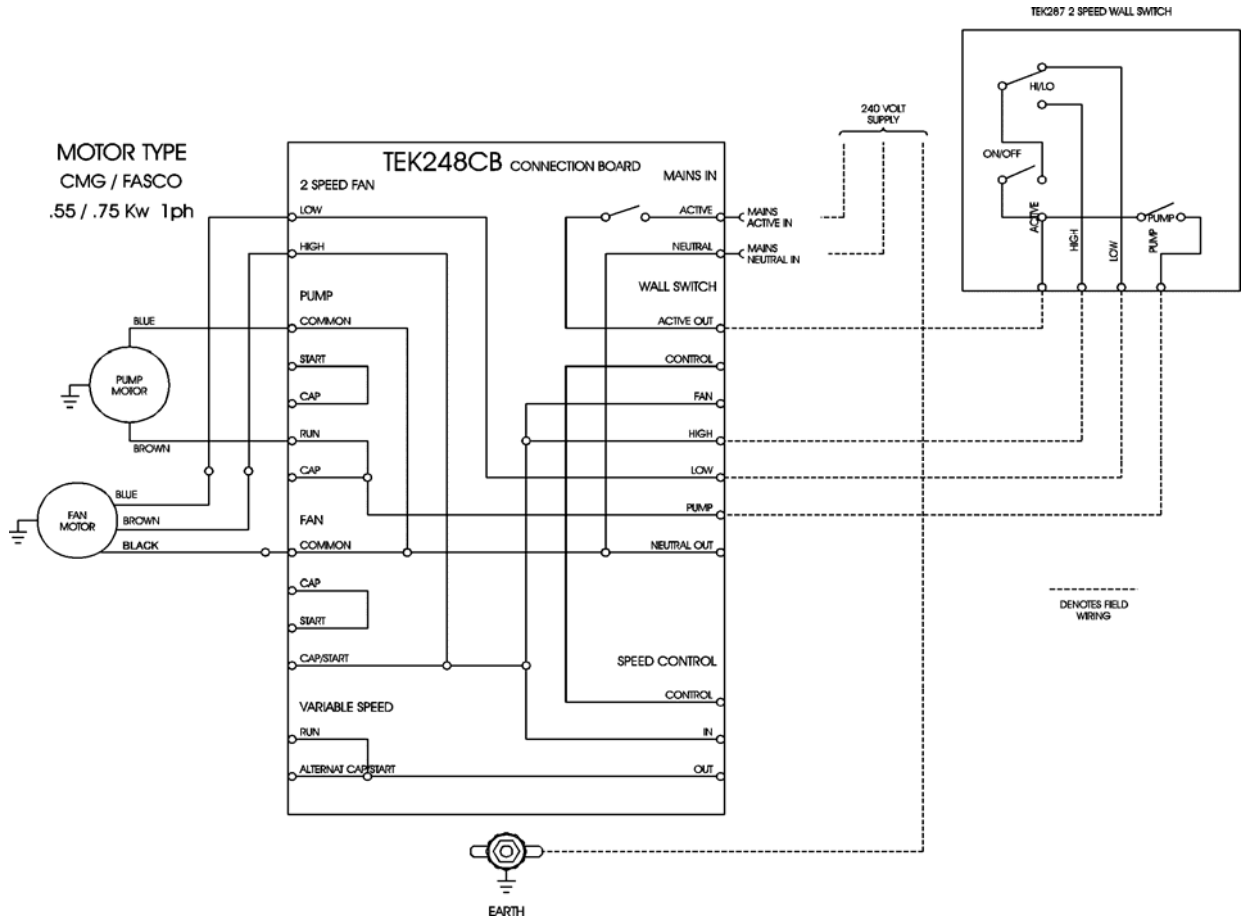 TEK287 2 SPEED WALL SWITCH
HI/LO
ON/OFF
PUMP
ACTIVE
HIGH
LOW
PUMP
240 VOLT
SUPPLY
MOTOR TYPE
CMG / FASCO
.55 / .75 Kw 1ph
TEK248CB CONNECTION BOARD
2 SPEED FAN
LOW
HIGH
PUMP
COMMON
START
CAP
RUN
CAP
FAN
COMMON
CAP
START
CAP/START
VARIABLE SPEED
RUN
ALTERNAT CAP/START
MAINS IN
ACTIVE
NEUTRAL
WALL SWITCH
ACTIVE OUT
CONTROL
FAN
HIGH
LOW
PUMP
NEUTRAL OUT
SPEED CONTROL
CONTROL
IN
OUT
MAINS
ACTIVE IN
MAINS
NEUTRAL IN
BLUE
PUMP
MOTOR
BROWN
BLUE
FAN
MOTOR
BROWN
BLACK
DENOTES FIELD
WIRING
EARTH